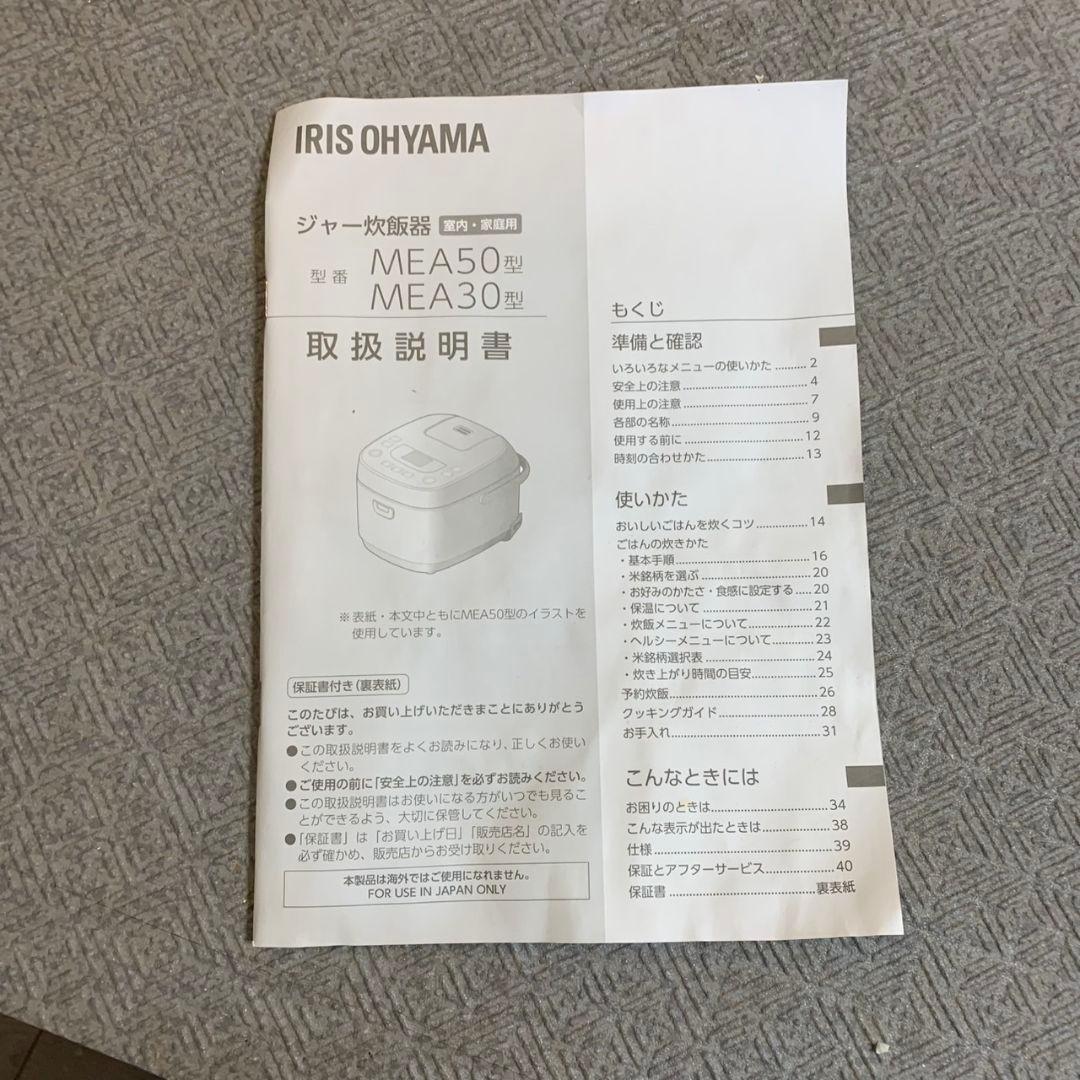 IRIS OHYAMA
ジャー炊飯器 室内・家庭用
型番 MEA50型
MEA30型
取扱説明書
※表紙・本文中ともにMEA50型のイラストを
使用しています。
保証書付き（裏表紙）
このたびは、お買い上げいただきまことにありがとう
ございます。
●この取扱説明書をよくお読みになり、正しくお使い
ください。
●ご使用の前に「安全上の注意」を必ずお読みください。
●この取扱説明書はお使いになる方がいつでも見るこ
とができるよう、大切に保管してください。
●「保証書」は「お買い上げ日」「販売店名」の記入を
必ず確かめ、販売店からお受け取りください。
本製品は海外ではご使用になれません。
FOR USE IN JAPAN ONLY
もくじ
準備と確認
いろいろなメニューの使いかた .......... 2
安全上の注意 .......... 4
使用上の注意 .......... 7
各部の名称 .......... 9
使用する前に .......... 12
時刻の合わせかた .......... 13
使いかた
おいしいごはんを炊くコツ .......... 14
ごはんの炊きかた
・基本手順 .......... 16
・米銘柄を選ぶ .......... 20
・お好みのかたさ・食感に設定する ..... 20
・保温について .......... 21
・炊飯メニューについて .......... 22
・ヘルシーメニューについて .......... 23
・米銘柄選択表 .......... 24
・炊き上がり時間の目安 .......... 25
予約炊飯 .......... 26
クッキングガイド .......... 28
お手入れ .......... 31
こんなときには
お困りのときは .......... 34
こんな表示が出たときは .......... 38
仕様 .......... 39
保証とアフターサービス .......... 40
保証書 .......... 裏表紙